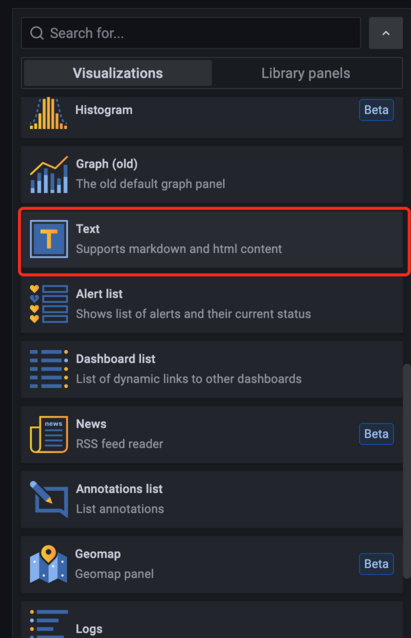 Search for...
Visualizations
Library panels
Histogram
Beta
Graph (old)
The old default graph panel
T
Text
Supports markdown and html content
Alert list
Shows list of alerts and their current status
Dashboard list
List of dynamic links to other dashboards
news
News
RSS feed reader
Beta
Annotations list
List annotations
Geomap
Geomap panel
Beta
Logs